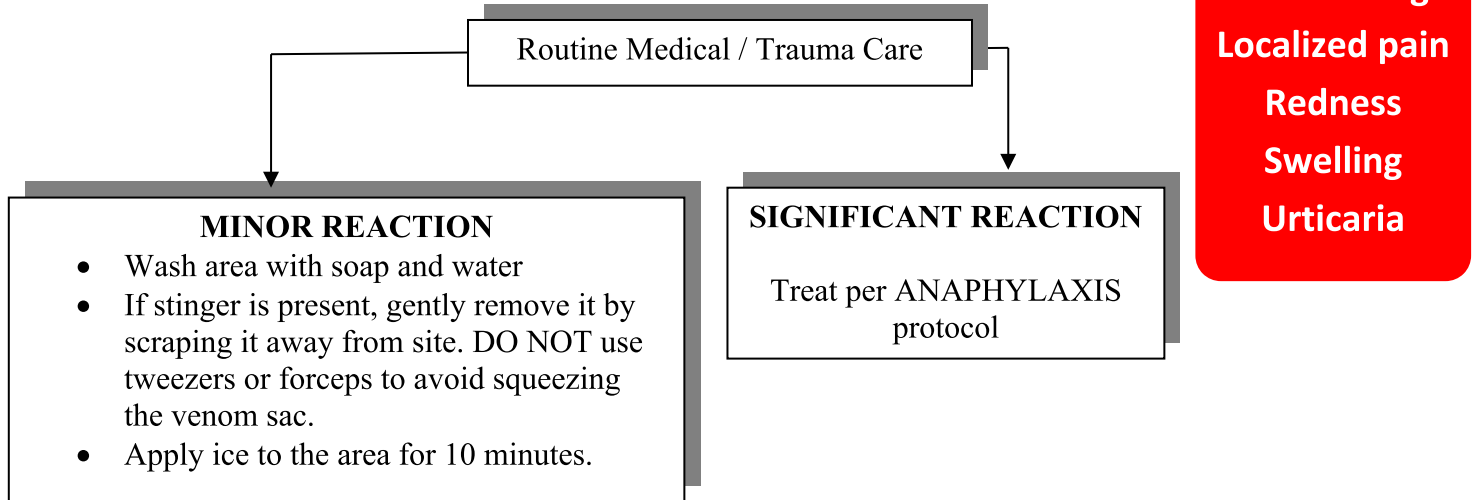 Routine Medical / Trauma Care
Localized pain
Redness
Swelling
Urticaria
MINOR REACTION
• Wash area with soap and water
• If stinger is present, gently remove it by
scraping it away from site. DO NOT use
tweezers or forceps to avoid squeezing
the venom sac.
• Apply ice to the area for 10 minutes.
SIGNIFICANT REACTION
Treat per ANAPHYLAXIS
protocol